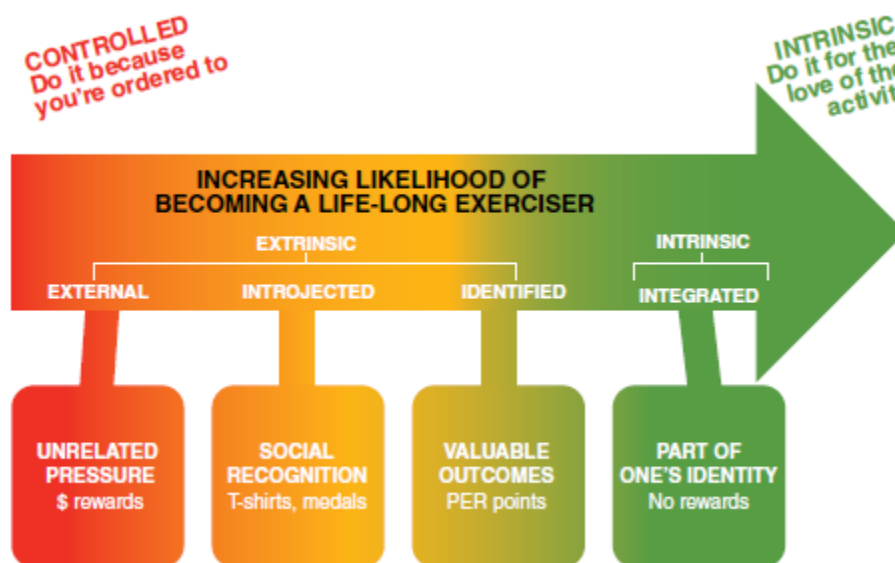 CONTROLLED
Do it because
you're ordered to
INTRINSIC
Do it for the
love of the
INCREASING LIKELIHOOD OF
BECOMING A LIFE-LONG EXERCISER
EXTRINSIC
INTRINSIC
EXTERNAL
INTROJECTED
IDENTIFIED
INTEGRATED
UNRELATED
PRESSURE
$ rewards
SOCIAL
RECOGNITION
T-shirts, medals
VALUABLE
OUTCOMES
PER points
PART OF
ONE'S IDENTITY
No rewards